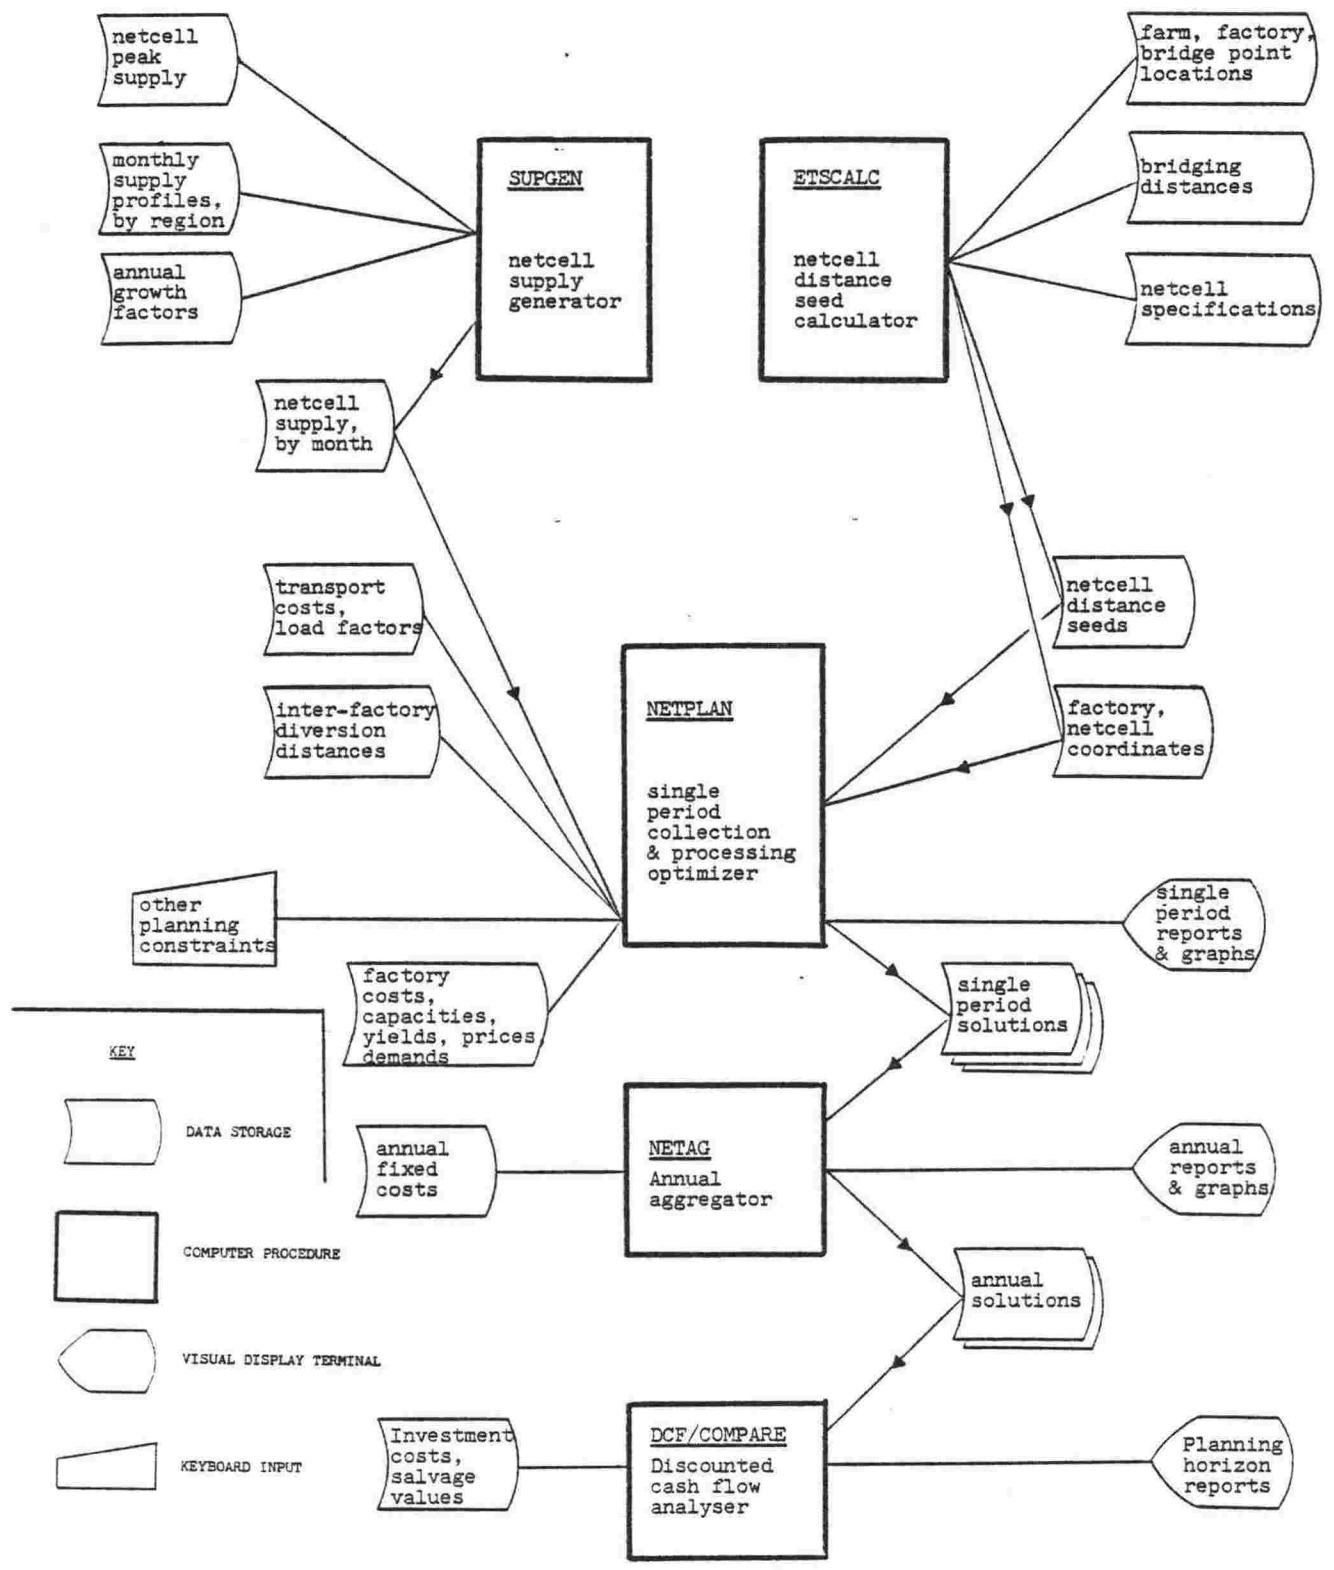 netcell
peak
supply
farm, factory,
bridge point
locations
monthly
supply
profiles,
by region
SUPGEN
netcell
supply
generator
ETSCALC
netcell
distance
seed
calculator
bridging
distances
annual
growth
factors
netcell
specifications
netcell
supply,
by month
transport
costs,
load factors
netcell
distance
seeds
inter-factory
diversion
distances
NETPLAN
single
period
collection
& processing
optimizer
factory,
netcell
coordinates
other
planning
constraints
single
period
reports
& graphs
factory
costs,
capacities,
yields, prices,
demands
single
period
solutions
KEY
DATA STORAGE
COMPUTER PROCEDURE
VISUAL DISPLAY TERMINAL
KEYBOARD INPUT
annual
fixed
costs
NETAG
Annual
aggregator
annual
reports
& graphs
annual
solutions
Investment
costs,
salvage
values
DCF/COMPARE
Discounted
cash flow
analyser
Planning
horizon
reports